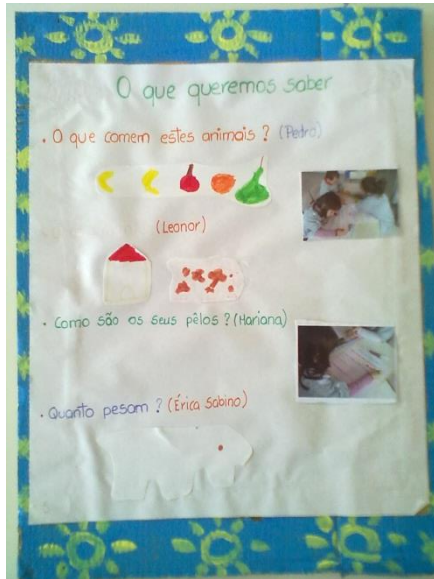 O que queremos saber
• O que comem estes animais? (Pedro)
(Leonor)
• Como são os seus pêlos? (Mariana)
• Quanto pesam? (Érica Sabino)